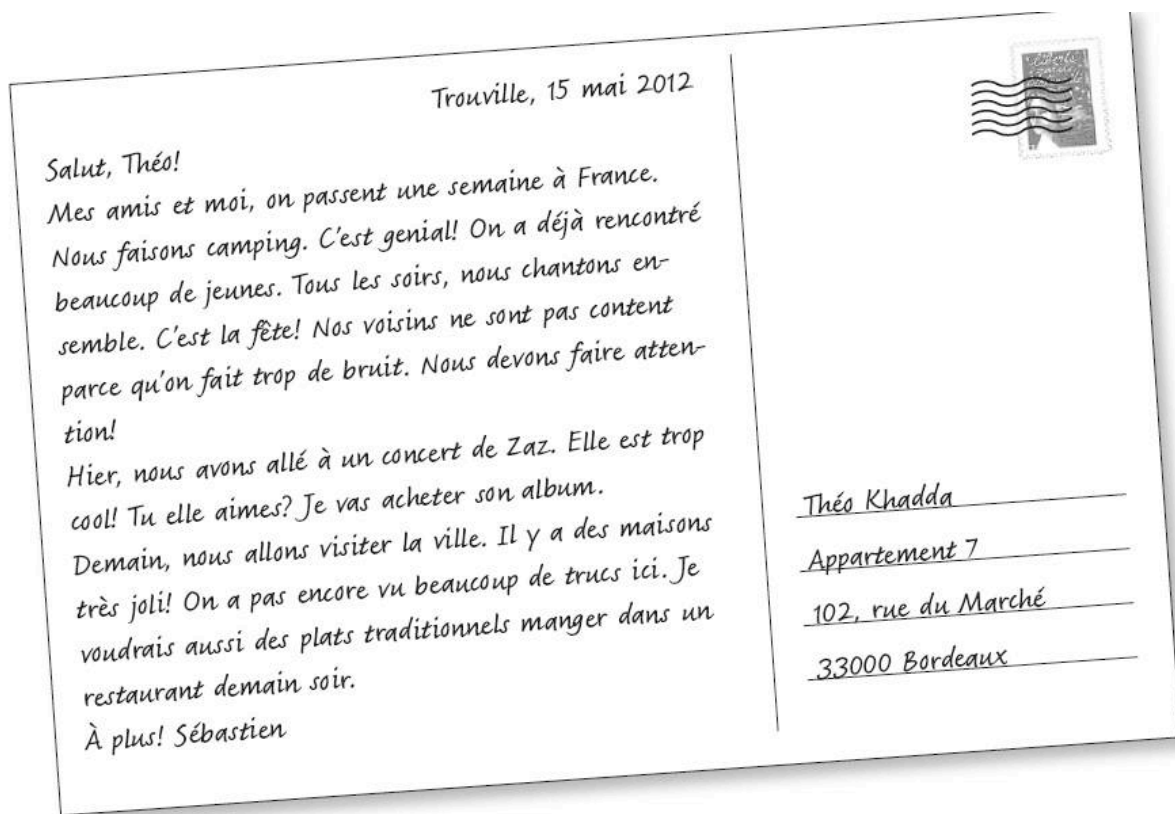 Trouville, 15 mai 2012
Salut, Théo!
Mes amis et moi, on passent une semaine à France.
Nous faisons camping. C'est genial! On a déjà rencontré
beaucoup de jeunes. Tous les soirs, nous chantons en-
semble. C'est la fête! Nos voisins ne sont pas content
parce qu'on fait trop de bruit. Nous devons faire atten-
tion!
Hier, nous avons allé à un concert de Zaz. Elle est trop
cool! Tu elle aimes? Je vas acheter son album.
Demain, nous allons visiter la ville. Il y a des maisons
très joli! On a pas encore vu beaucoup de trucs ici. Je
voudrais aussi des plats traditionnels manger dans un
restaurant demain soir.
À plus! Sébastien
Théo Khadda
Appartement 7
102, rue du Marché
33000 Bordeaux